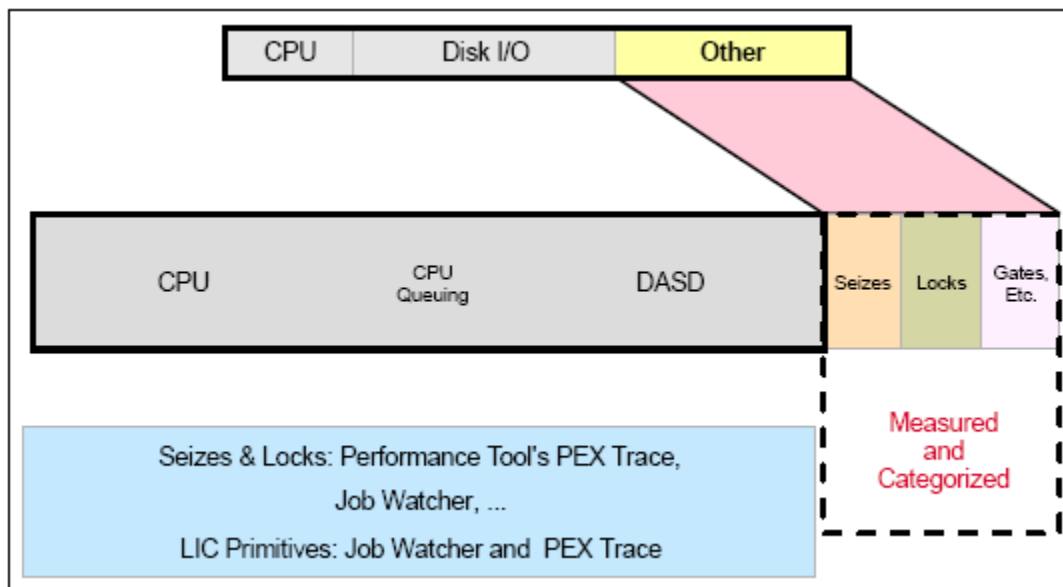 CPU
Disk I/O
Other
CPU
CPU
Queuing
DASD
Seizes
Locks
Gates,
Etc.
Measured
and
Categorized
Seizes & Locks: Performance Tool's PEX Trace,
Job Watcher, ...
LIC Primitives: Job Watcher and PEX Trace